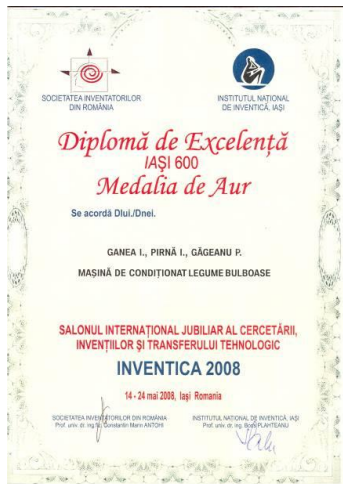 SOCIETATEA INVENTATORILOR
DIN ROMÂNIA
INSTITUTUL NAȚIONAL
DE INVENTICĂ, IAȘI
Diplomă de Excelență
IAȘI 600
Medalia de Aur
Se acordă Dlui./Dnei.
GANEA I., PIRNĂ I., GĂGEANU P.
MAȘINĂ DE CONDIȚIONAT LEGUME BULBOASE
SALONUL INTERNAȚIONAL JUBILIAR AL CERCETĂRII,
INVENȚIILOR ȘI TRANSFERULUI TEHNOLOGIC
INVENTICA 2008
14 - 24 mai 2008, Iași Romania
SOCIETATEA INVENTATORILOR DIN ROMÂNIA
Prof. univ. dr. ing. Constantin Marin ANTOHI
INSTITUTUL NAȚIONAL DE INVENTICĂ, IAȘI
Prof. univ. dr. ing. PLAHTEANU